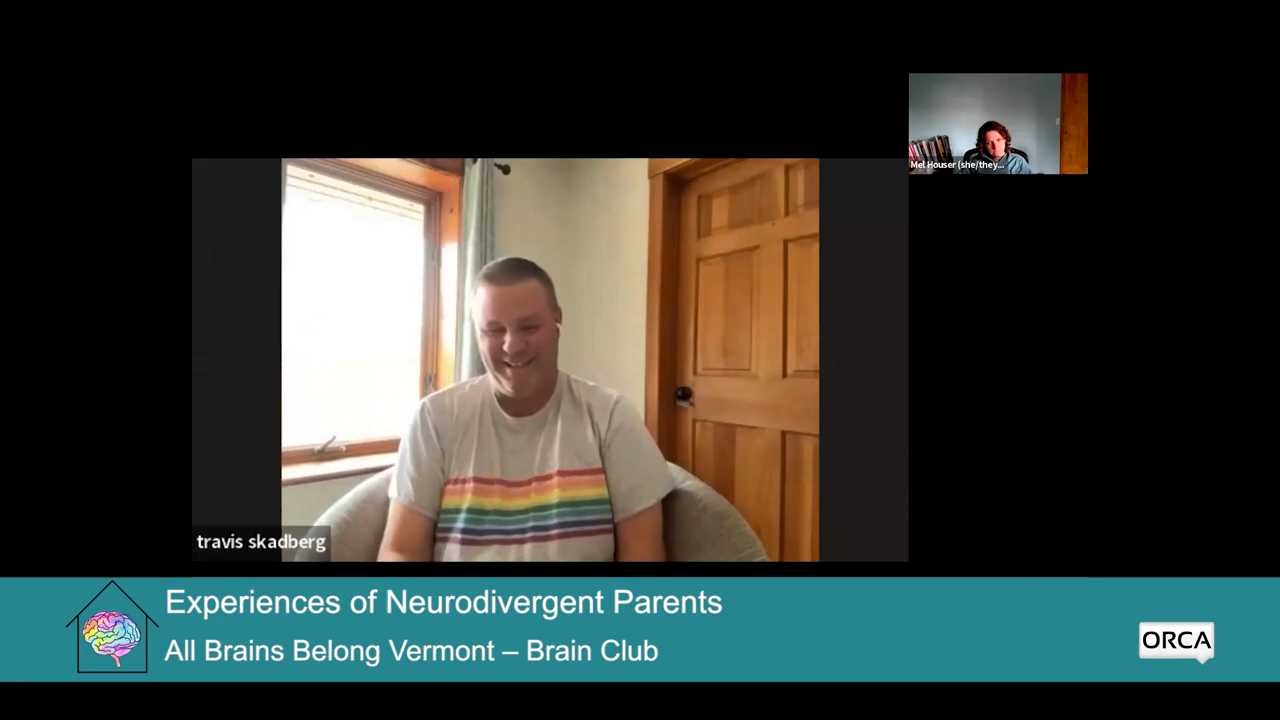 Mel Houser (she/they...
travis skadberg
Experiences of Neurodivergent Parents
All Brains Belong Vermont – Brain Club
ORCA